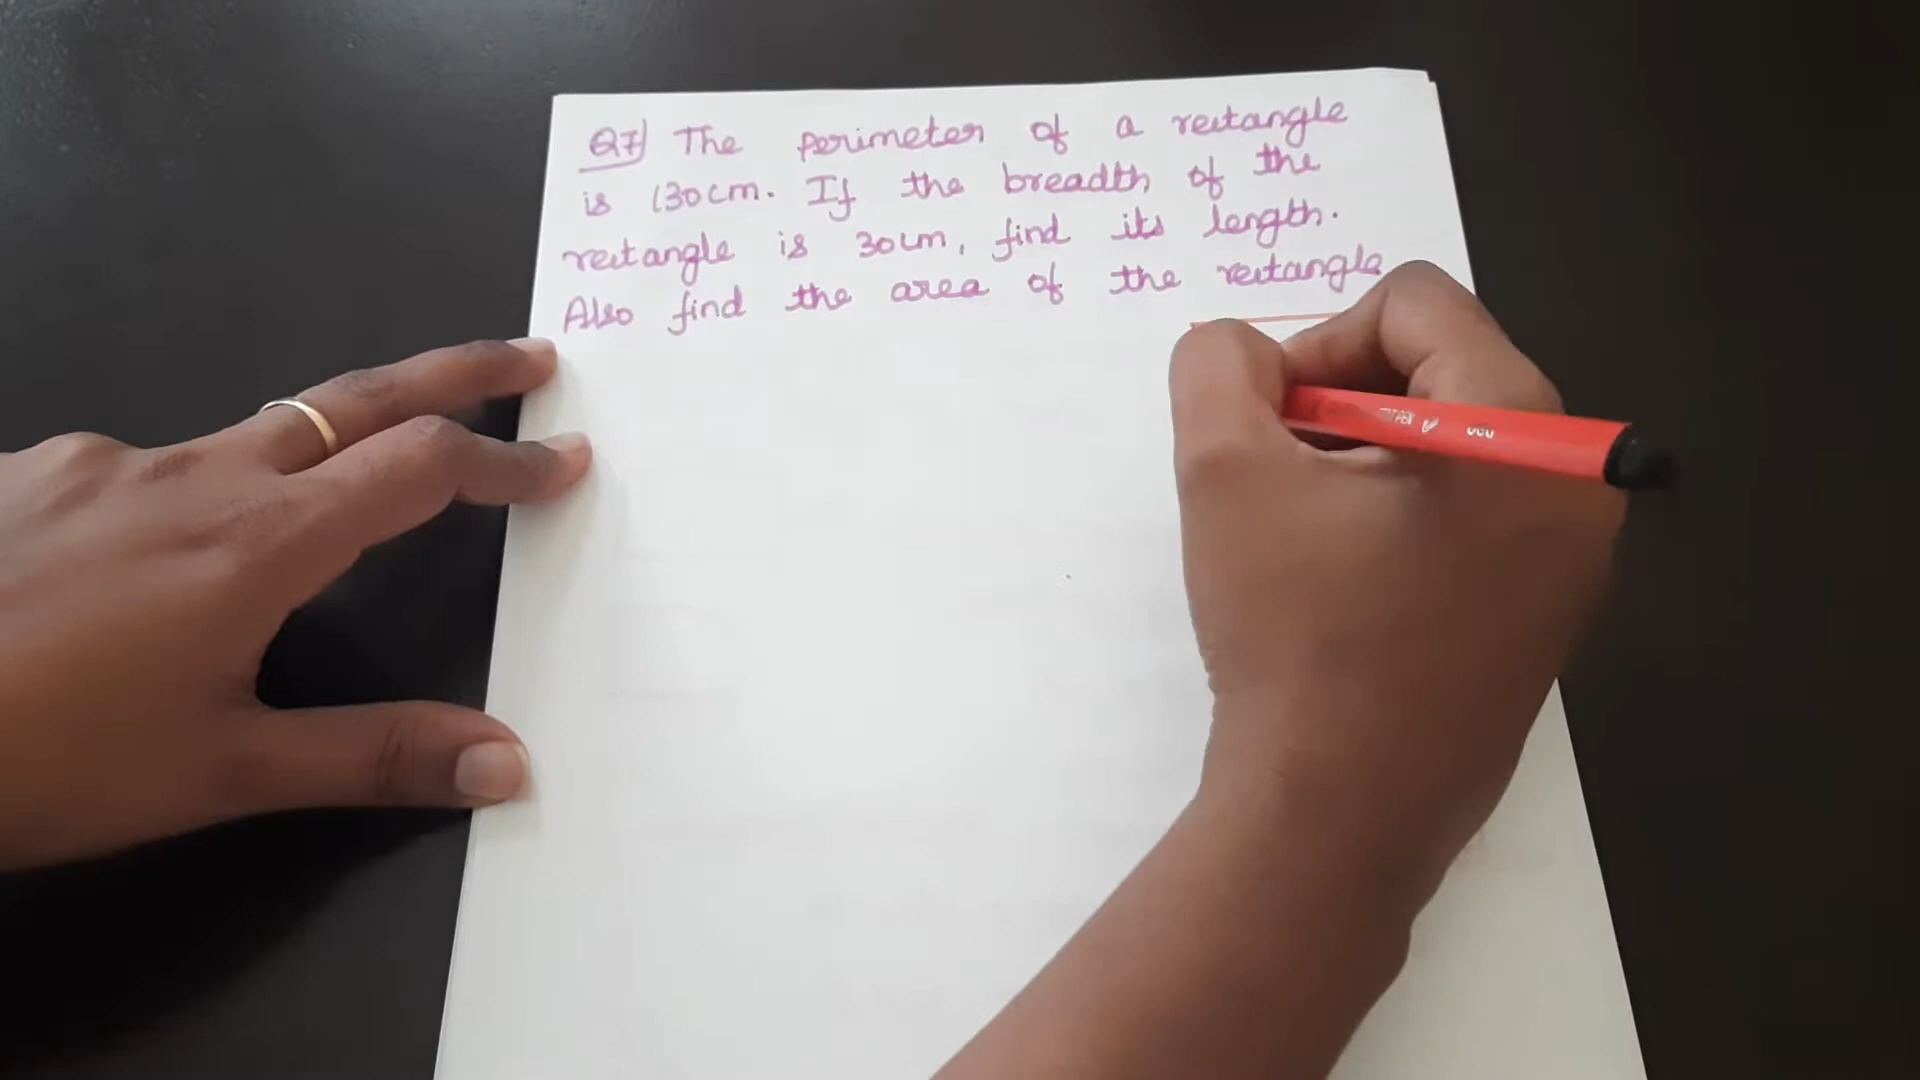 Q7) The perimeter of a rectangle
is 130cm. If the breadth of the
rectangle is 30cm, find its length.
Also find the area of the rectangle